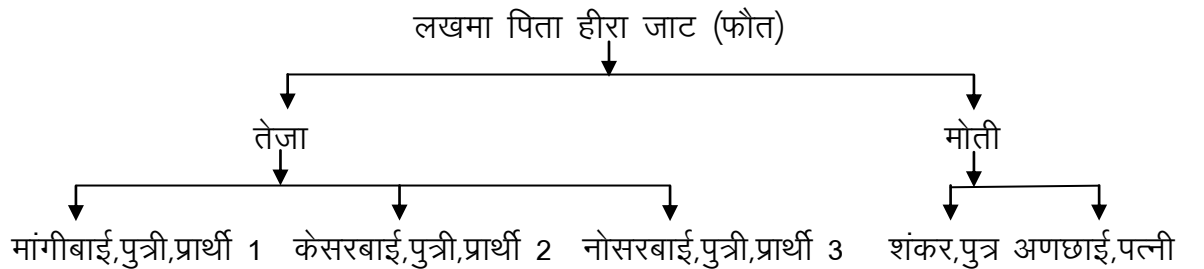 लखमा पिता हीरा जाट (फौत)
तेजा मोती
मांगीबाई,पुत्री,प्रार्थी 1 केसरबाई,पुत्री,प्रार्थी 2 नोसरबाई,पुत्री,प्रार्थी 3 शंकर,पुत्र अणछाई,पत्नी